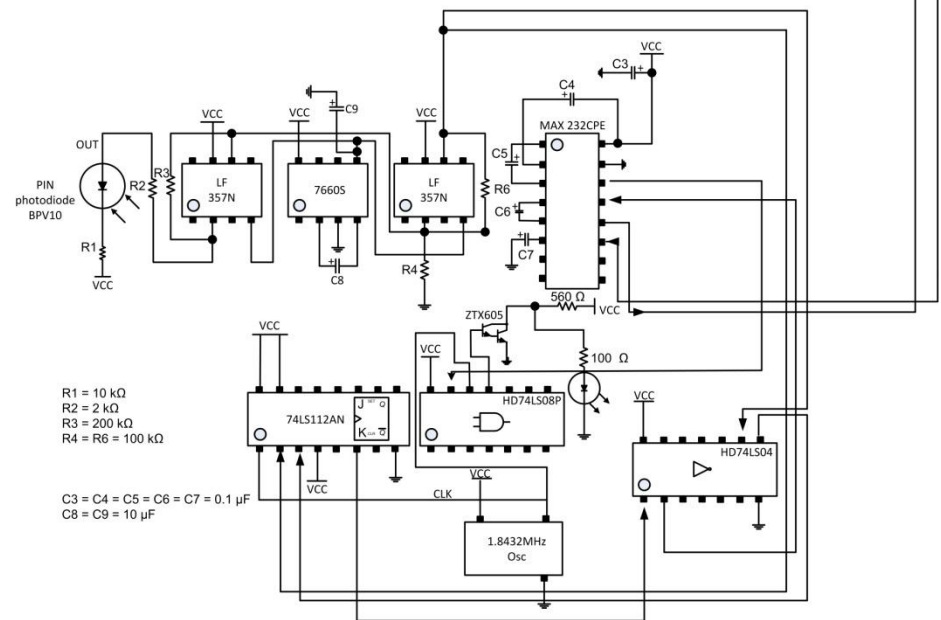 VCC
C3
+
C4
+
MAX 232CPE
VCC
C9
+
VCC
VCC
OUT
LF
357N
7660S
LF
357N
R2
R3
R6
C5
+
C6
+
C7
+
PIN
photodiode
BPV10
R1
VCC
C8
+
R4
560 Ω
VCC
ZTX605
100 Ω
VCC
VCC
VCC
R1 = 10 kΩ
R2 = 2 kΩ
R3 = 200 kΩ
R4 = R6 = 100 kΩ
74LS112AN
J SET Q
K CLR Q̅
HD74LS08P
HD74LS04
VCC
VCC
CLK
C3 = C4 = C5 = C6 = C7 = 0.1 µF
C8 = C9 = 10 µF
1.8432MHz
Osc